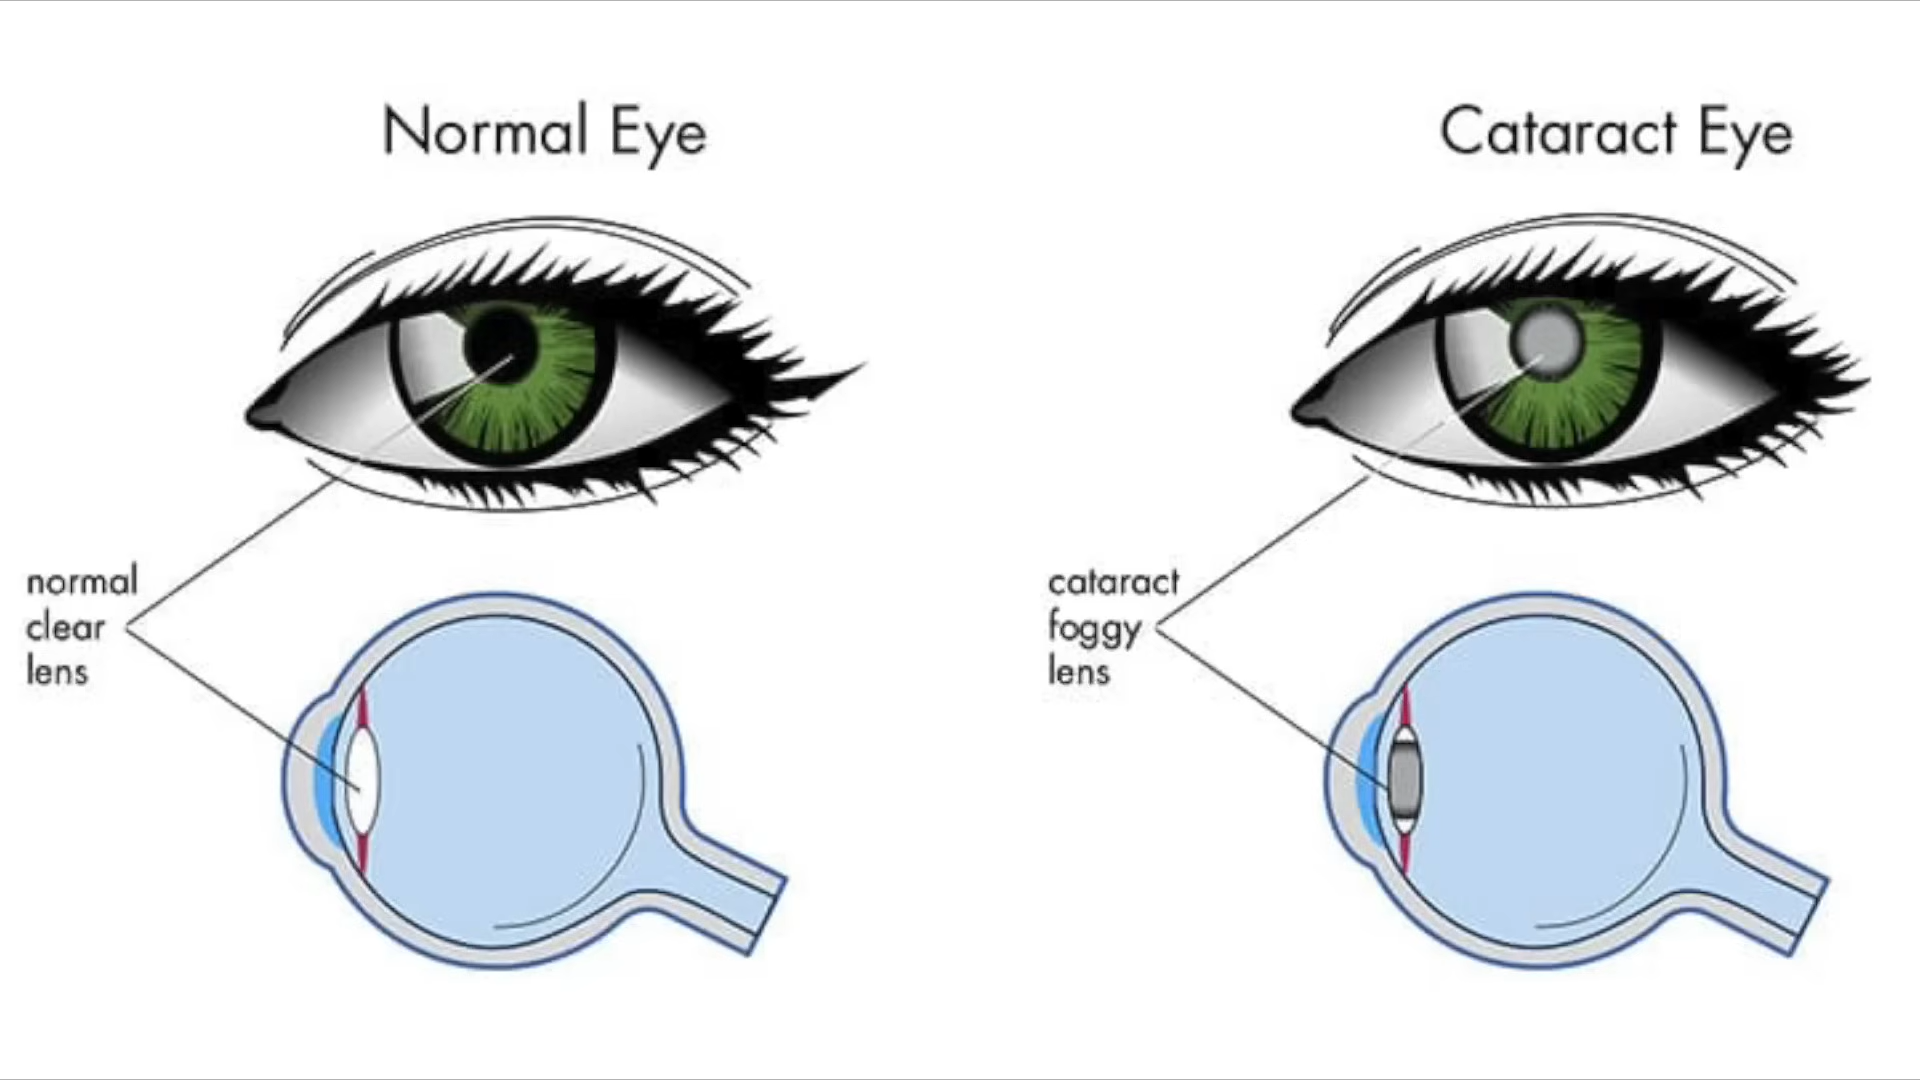 Normal Eye
Cataract Eye
normal
clear
lens
cataract
foggy
lens